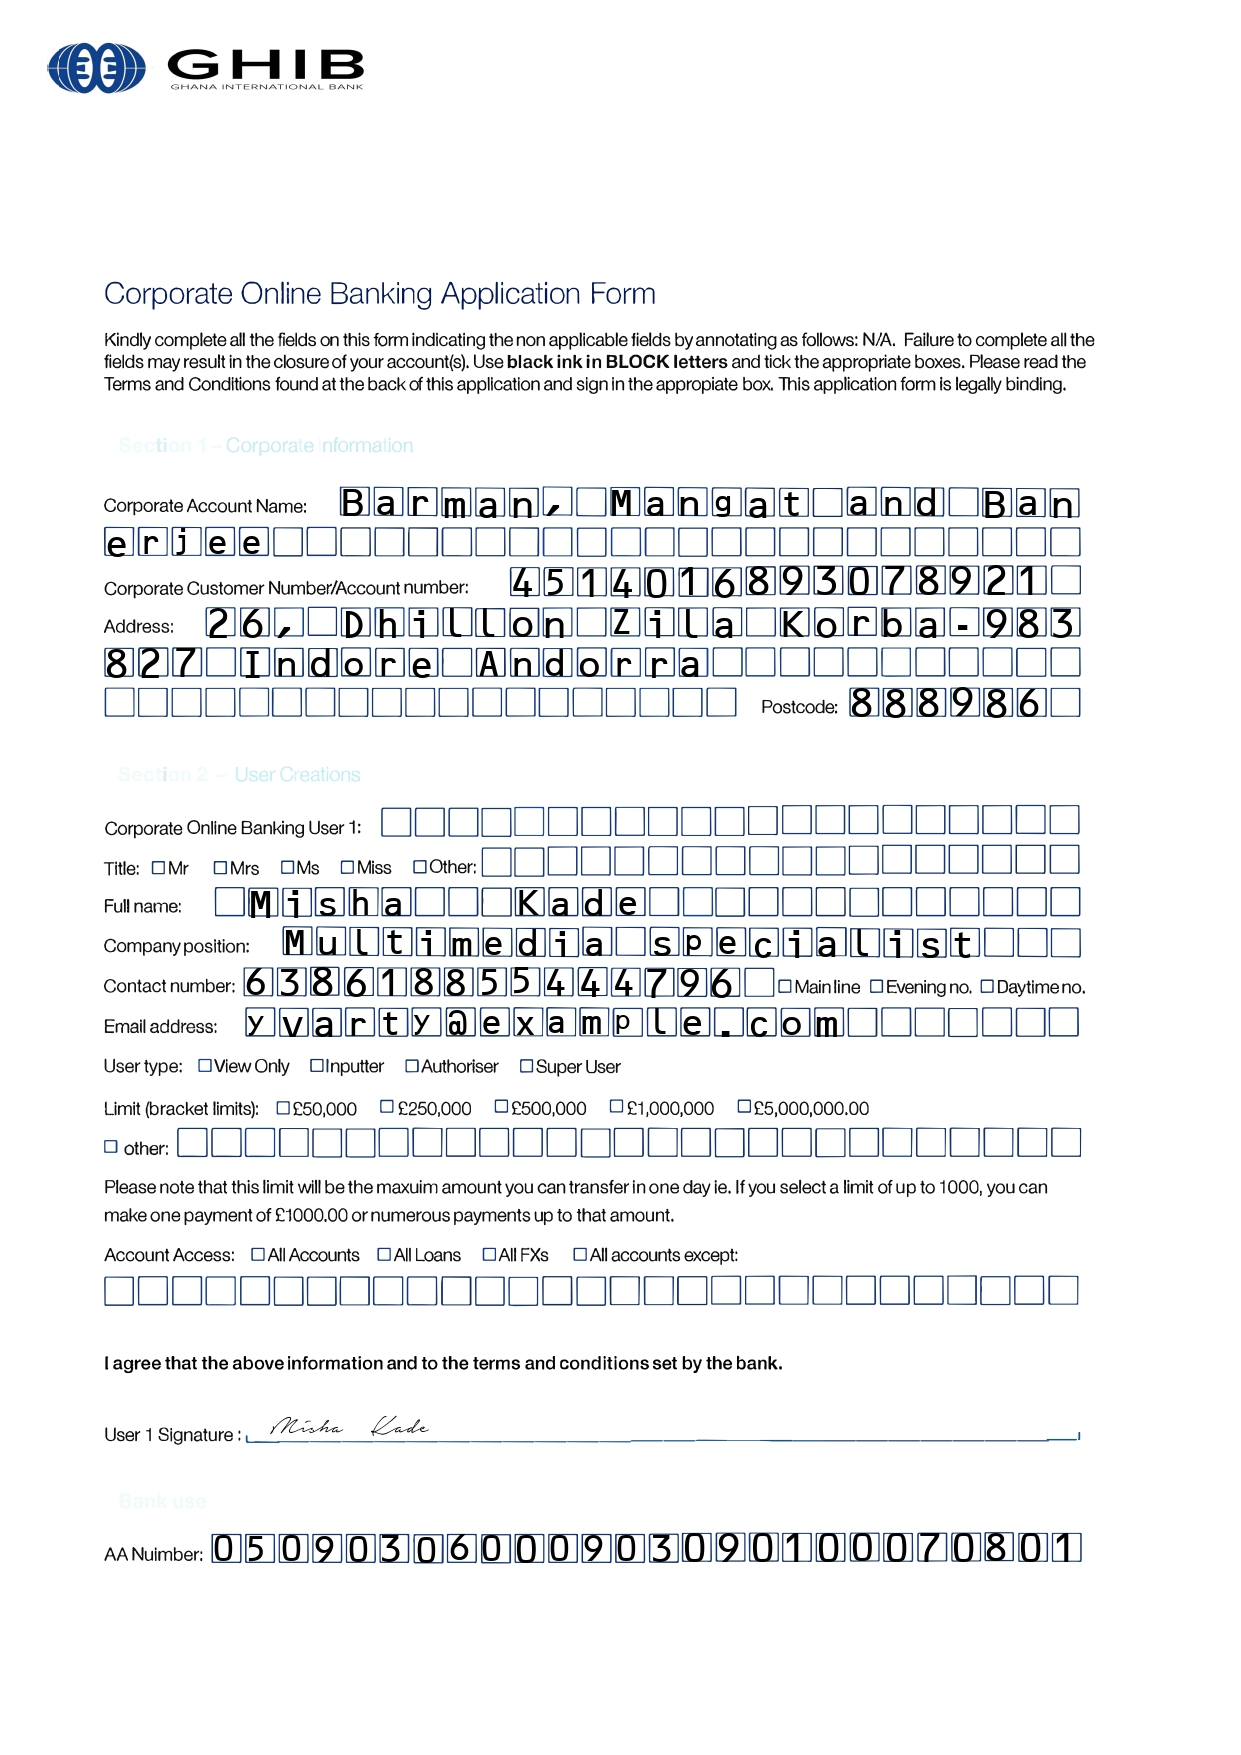 GHIB
GHANA INTERNATIONAL BANK
Corporate Online Banking Application Form
Kindly complete all the fields on this form indicating the non applicable fields by annotating as follows: N/A. Failure to complete all the
fields may result in the closure of your account(s). Use black ink in BLOCK letters and tick the appropriate boxes. Please read the
Terms and Conditions found at the back of this application and sign in the appropiate box. This application form is legally binding.
Section 1 – Corporate Information
Corporate Account Name: Barman, Mangat and Ban
erjee
Corporate Customer Number/Account number: 4514016893078921
Address: 26, Dhillon Zila Korba-983
827 Indore Andorra
Postcode: 888986
Section 2 – User Creations
Corporate Online Banking User 1:
Title: Mr Mrs Ms Miss Other:
Full name: Misha Kade
Company position: Multimedia specialist
Contact number: 638618855444796 Main line Evening no. Daytime no.
Email address: yvarty@example.com
User type: View Only Inputter Authoriser Super User
Limit (bracket limits): £50,000 £250,000 £500,000 £1,000,000 £5,000,000.00
other:
Please note that this limit will be the maxuim amount you can transfer in one day ie. If you select a limit of up to 1000, you can
make one payment of £1000.00 or numerous payments up to that amount.
Account Access: All Accounts All Loans All FXs All accounts except:
I agree that the above information and to the terms and conditions set by the bank.
User 1 Signature : Misha Kade
Bank use
AA Nuimber: 05090306000903090100070801